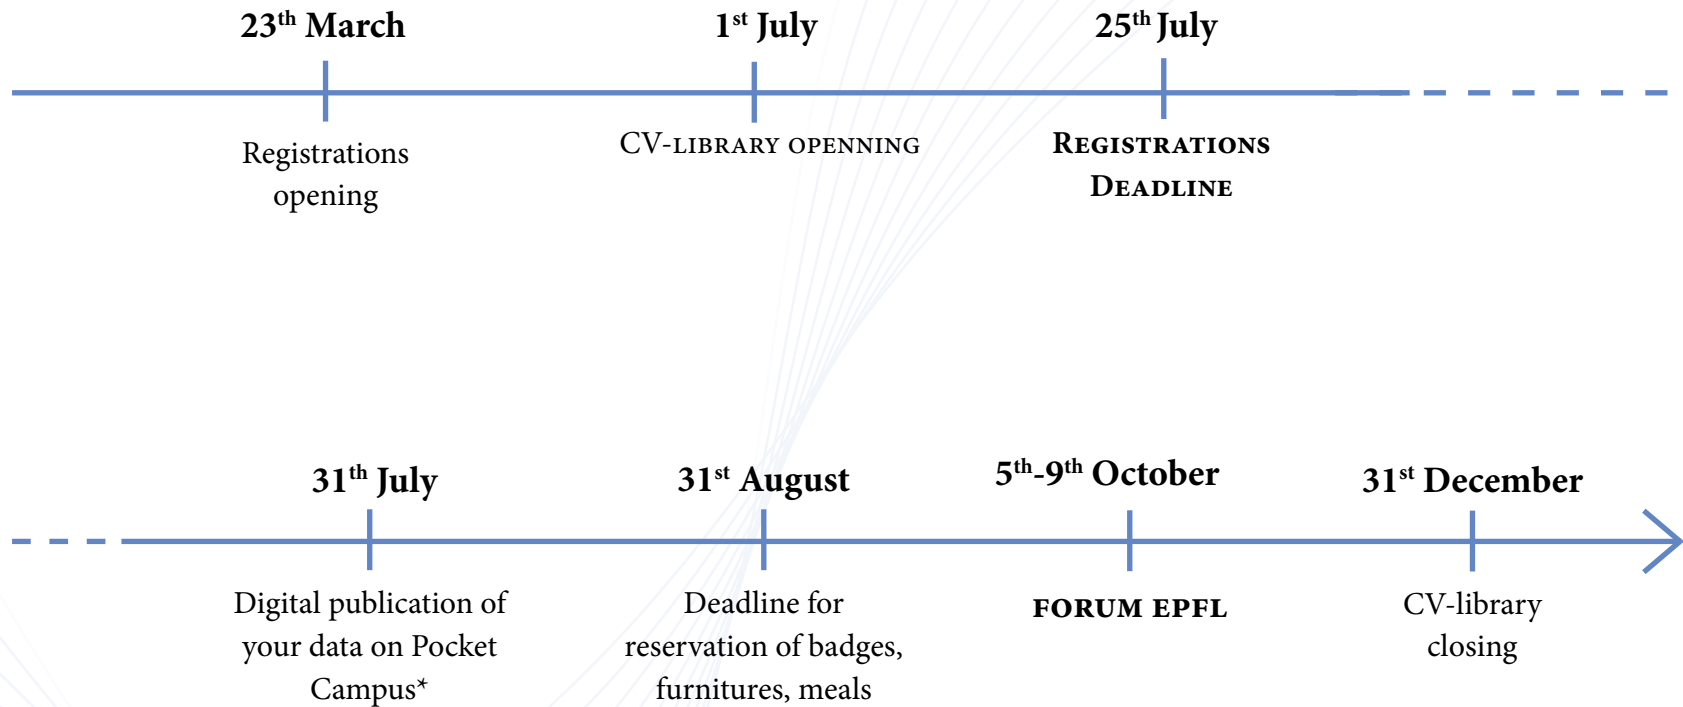 23th March
1st July
25th July
Registrations
opening
CV-LIBRARY OPENNING
REGISTRATIONS
DEADLINE
31th July
31st August
5th-9th October
31st December
Digital publication of
your data on Pocket
Campus*
Deadline for
reservation of badges,
furnitures, meals
FORUM EPFL
CV-library
closing